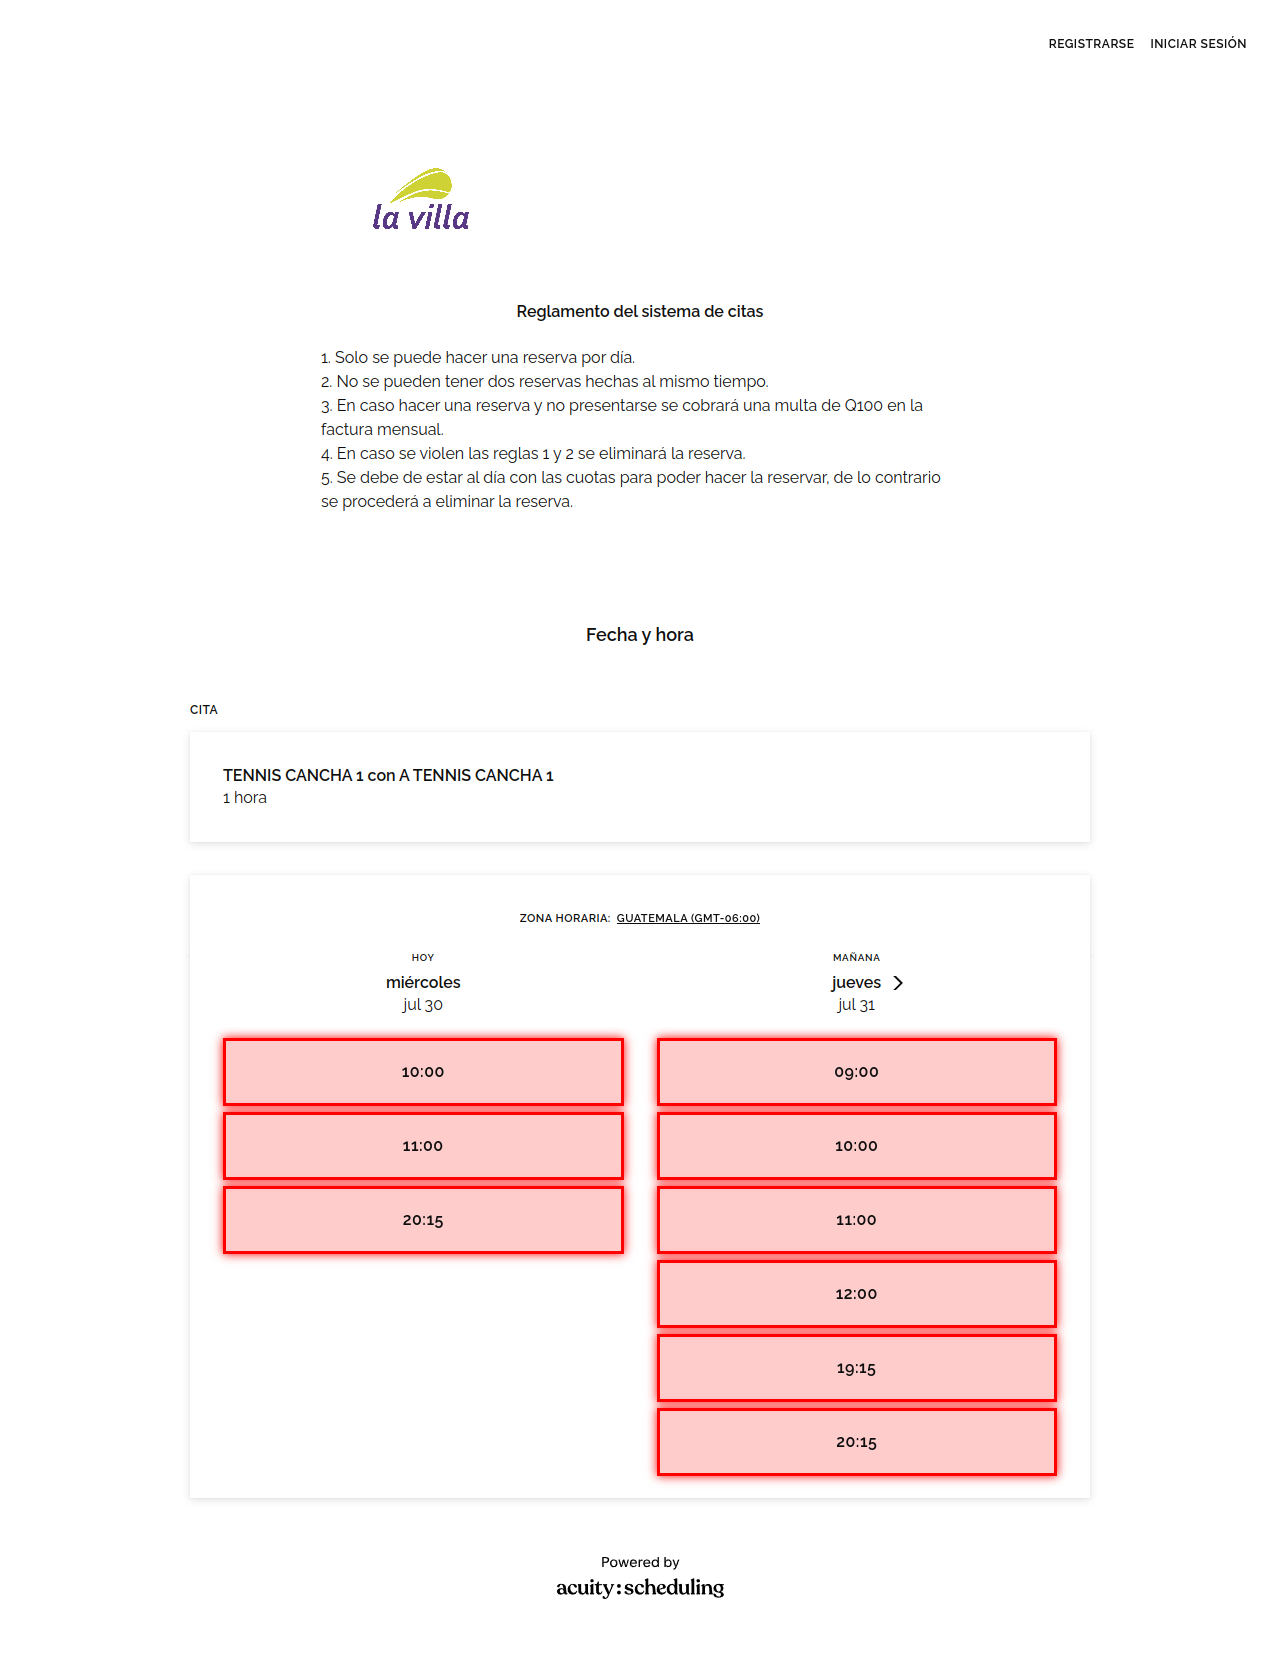 REGISTRARSE INICIAR SESIÓN
la villa
Reglamento del sistema de citas
1. Solo se puede hacer una reserva por día.
2. No se pueden tener dos reservas hechas al mismo tiempo.
3. En caso hacer una reserva y no presentarse se cobrará una multa de Q100 en la
factura mensual.
4. En caso se violen las reglas 1 y 2 se eliminará la reserva.
5. Se debe de estar al día con las cuotas para poder hacer la reservar, de lo contrario
se procederá a eliminar la reserva.
Fecha y hora
CITA
TENNIS CANCHA 1 con A TENNIS CANCHA 1
1 hora
ZONA HORARIA: GUATEMALA (GMT-06:00)
HOY
miércoles
jul 30
10:00
11:00
20:15
MAÑANA
jueves
jul 31
09:00
10:00
11:00
12:00
19:15
20:15
Powered by
acuity:scheduling